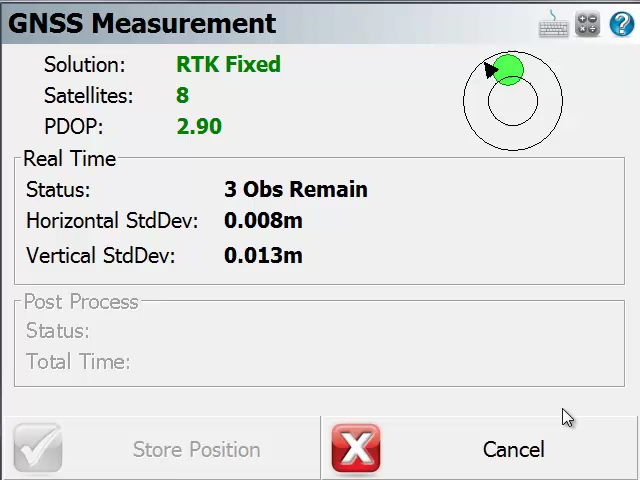 GNSS Measurement
Solution: RTK Fixed
Satellites: 8
PDOP: 2.90
Real Time
Status: 3 Obs Remain
Horizontal StdDev: 0.008m
Vertical StdDev: 0.013m
Post Process
Status:
Total Time:
Store Position Cancel